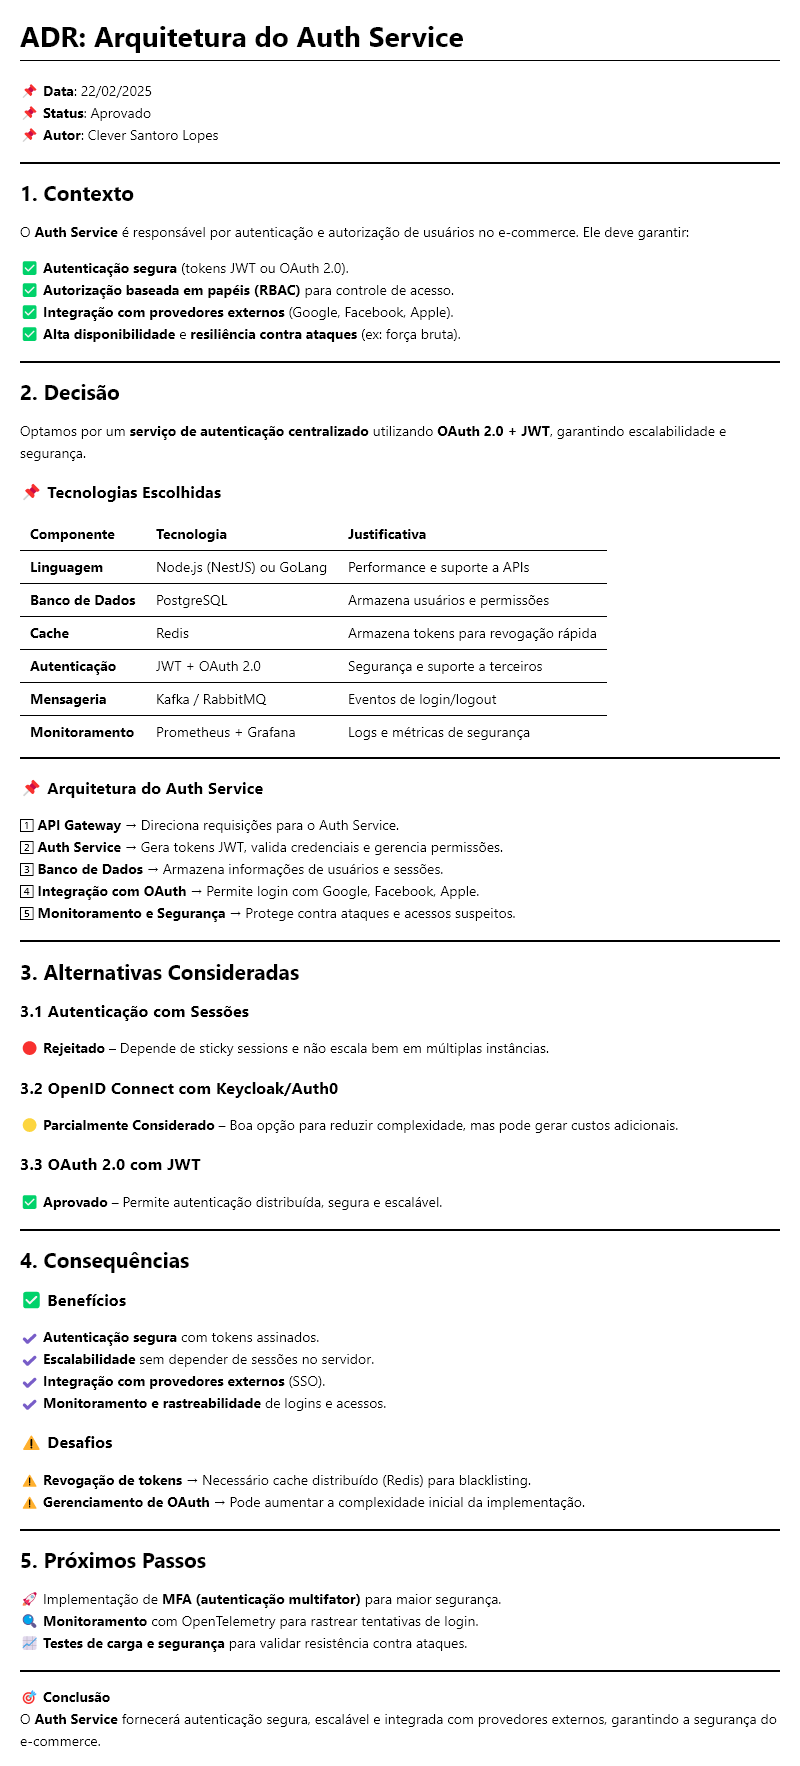 ADR: Arquitetura do Auth Service
📌 Data: 22/02/2025
📌 Status: Aprovado
📌 Autor: Clever Santoro Lopes
1. Contexto
O Auth Service é responsável por autenticação e autorização de usuários no e-commerce. Ele deve garantir:
✅ Autenticação segura (tokens JWT ou OAuth 2.0).
✅ Autorização baseada em papéis (RBAC) para controle de acesso.
✅ Integração com provedores externos (Google, Facebook, Apple).
✅ Alta disponibilidade e resiliência contra ataques (ex: força bruta).
2. Decisão
Optamos por um serviço de autenticação centralizado utilizando OAuth 2.0 + JWT, garantindo escalabilidade e
segurança.
📌 Tecnologias Escolhidas
Componente Tecnologia Justificativa
Linguagem Node.js (NestJS) ou GoLang Performance e suporte a APIs
Banco de Dados PostgreSQL Armazena usuários e permissões
Cache Redis Armazena tokens para revogação rápida
Autenticação JWT + OAuth 2.0 Segurança e suporte a terceiros
Mensageria Kafka / RabbitMQ Eventos de login/logout
Monitoramento Prometheus + Grafana Logs e métricas de segurança
📌 Arquitetura do Auth Service
1️⃣ API Gateway → Direciona requisições para o Auth Service.
2️⃣ Auth Service → Gera tokens JWT, valida credenciais e gerencia permissões.
3️⃣ Banco de Dados → Armazena informações de usuários e sessões.
4️⃣ Integração com OAuth → Permite login com Google, Facebook, Apple.
5️⃣ Monitoramento e Segurança → Protege contra ataques e acessos suspeitos.
3. Alternativas Consideradas
3.1 Autenticação com Sessões
🔴 Rejeitado – Depende de sticky sessions e não escala bem em múltiplas instâncias.
3.2 OpenID Connect com Keycloak/Auth0
🟡 Parcialmente Considerado – Boa opção para reduzir complexidade, mas pode gerar custos adicionais.
3.3 OAuth 2.0 com JWT
✅ Aprovado – Permite autenticação distribuída, segura e escalável.
4. Consequências
✅ Benefícios
✔ Autenticação segura com tokens assinados.
✔ Escalabilidade sem depender de sessões no servidor.
✔ Integração com provedores externos (SSO).
✔ Monitoramento e rastreabilidade de logins e acessos.
⚠️ Desafios
⚠️ Revogação de tokens → Necessário cache distribuído (Redis) para blacklisting.
⚠️ Gerenciamento de OAuth → Pode aumentar a complexidade inicial da implementação.
5. Próximos Passos
🚀 Implementação de MFA (autenticação multifator) para maior segurança.
🔍 Monitoramento com OpenTelemetry para rastrear tentativas de login.
📈 Testes de carga e segurança para validar resistência contra ataques.
🎯 Conclusão
O Auth Service fornecerá autenticação segura, escalável e integrada com provedores externos, garantindo a segurança do
e-commerce.